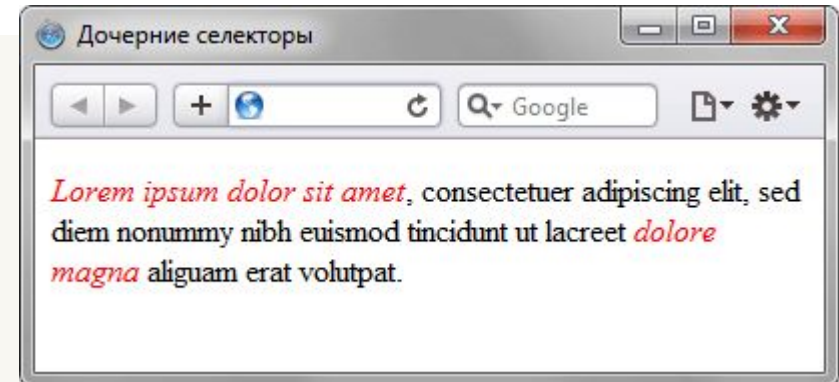 Дочерние селекторы
Google
Lorem ipsum dolor sit amet, consectetuer adipiscing elit, sed
diem nonummy nibh euismod tincidunt ut lacreet dolore
magna aliguam erat volutpat.